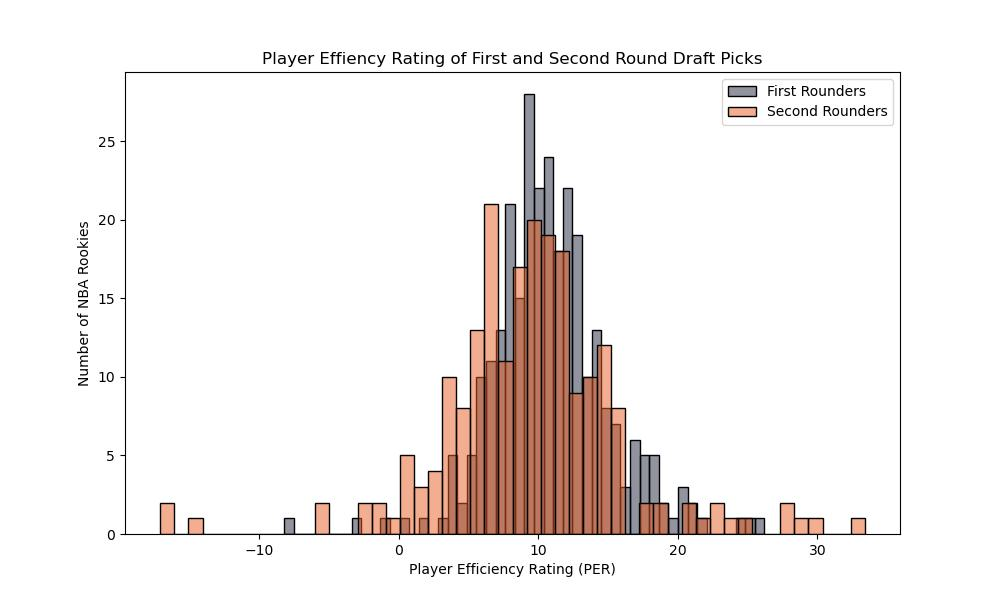 Player Effiency Rating of First and Second Round Draft Picks
First Rounders
Second Rounders
Number of NBA Rookies
25
20
15
10
5
0
−10
0
10
20
30
Player Efficiency Rating (PER)